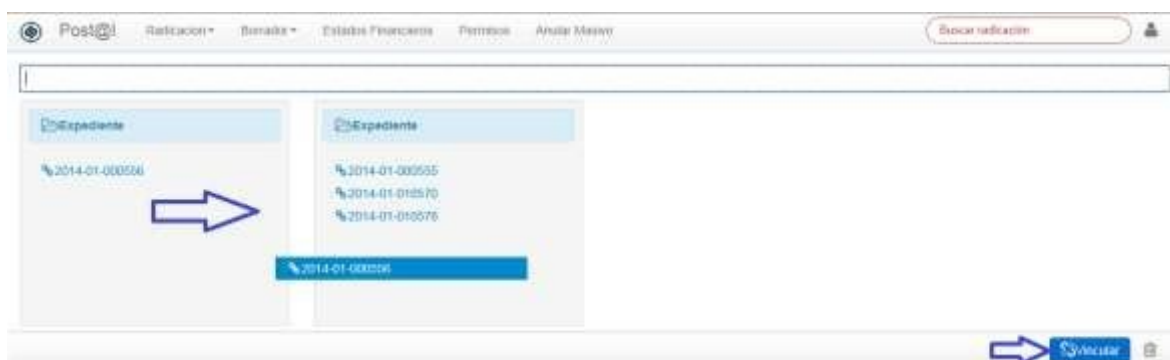 Post@l Radicacion Borrador Estados Financieros Permisos Anular Masivo Buscar radicación
Expediente
2014-01-000556
Expediente
2014-01-000555
2014-01-010570
2014-01-010576
2014-01-000556
Vincular